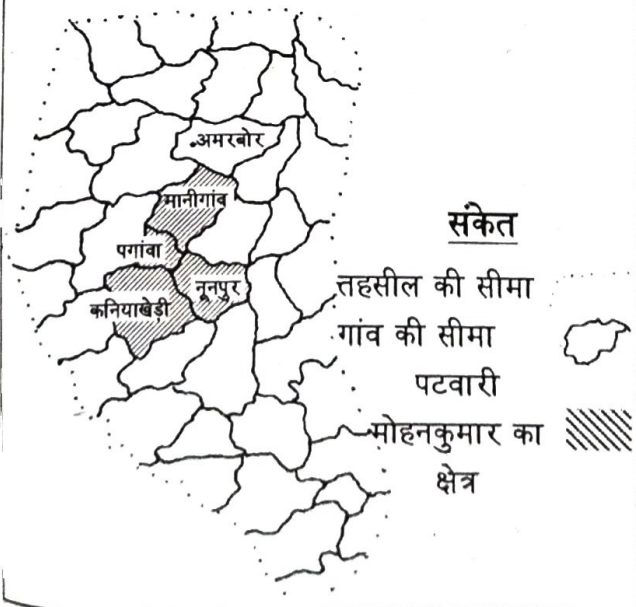 अमरबोर
मानीगांव
पगांवा
नूनपुर
कनियाखेड़ी
संकेत
तहसील की सीमा
गांव की सीमा
पटवारी
मोहनकुमार का
क्षेत्र